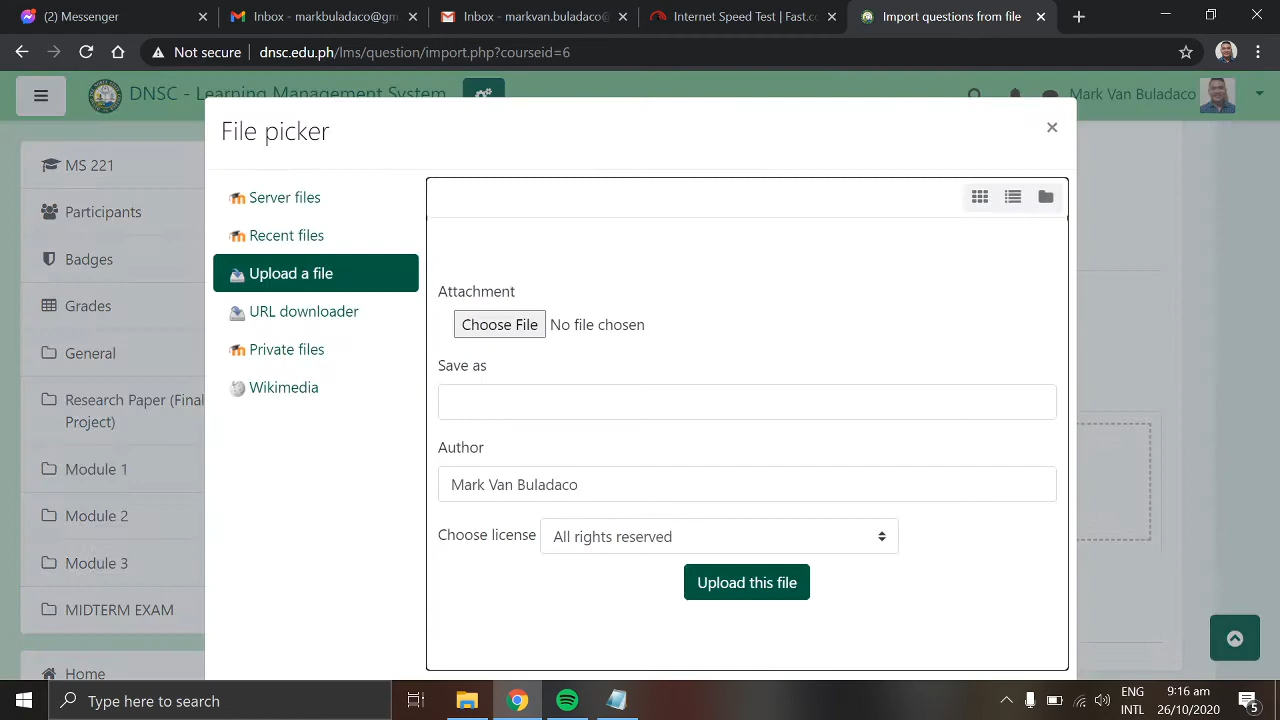 (2) Messenger
Inbox - markbuladaco@gm
Inbox - markvan.buladaco@
Internet Speed Test | Fast.co
Import questions from file
Not secure
dnsc.edu.ph/lms/question/import.php?courseid=6
DNSC - Learning Management System
Mark Van Buladaco
File picker
MS 221
Participants
Badges
Grades
General
Research Paper (Final
Project)
Module 1
Module 2
Module 3
MIDTERM EXAM
Home
Server files
Recent files
Upload a file
URL downloader
Private files
Wikimedia
Attachment
Choose File No file chosen
Save as
Author
Mark Van Buladaco
Choose license All rights reserved
Upload this file
Type here to search
ENG
INTL
9:16 am
26/10/2020
5